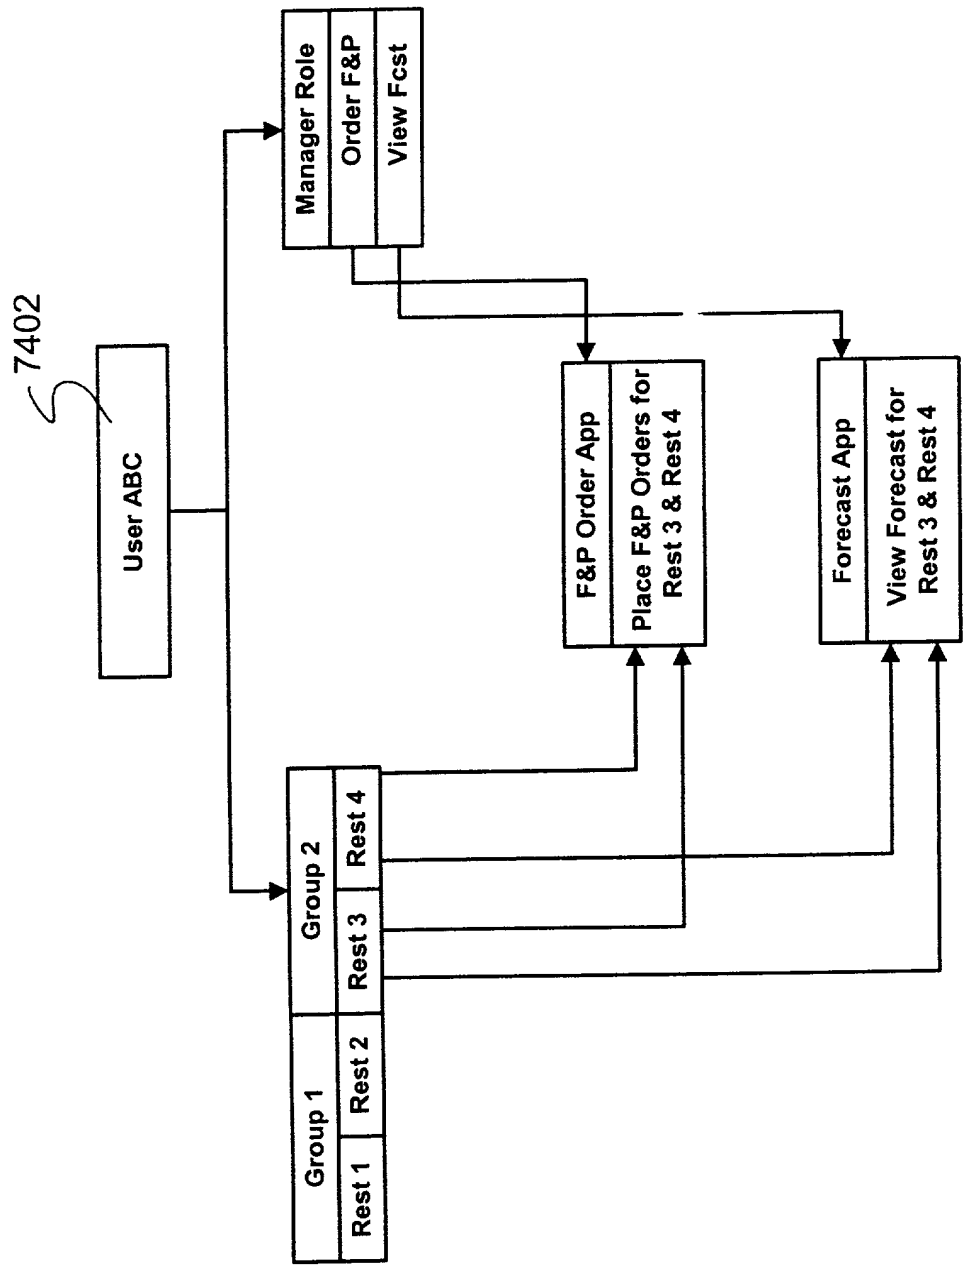 7402
User ABC
Group 1
Group 2
Rest 1
Rest 2
Rest 3
Rest 4
Manager Role
Order F&P
View Fcst
F&P Order App
Place F&P Orders for
Rest 3 & Rest 4
Forecast App
View Forecast for
Rest 3 & Rest 4